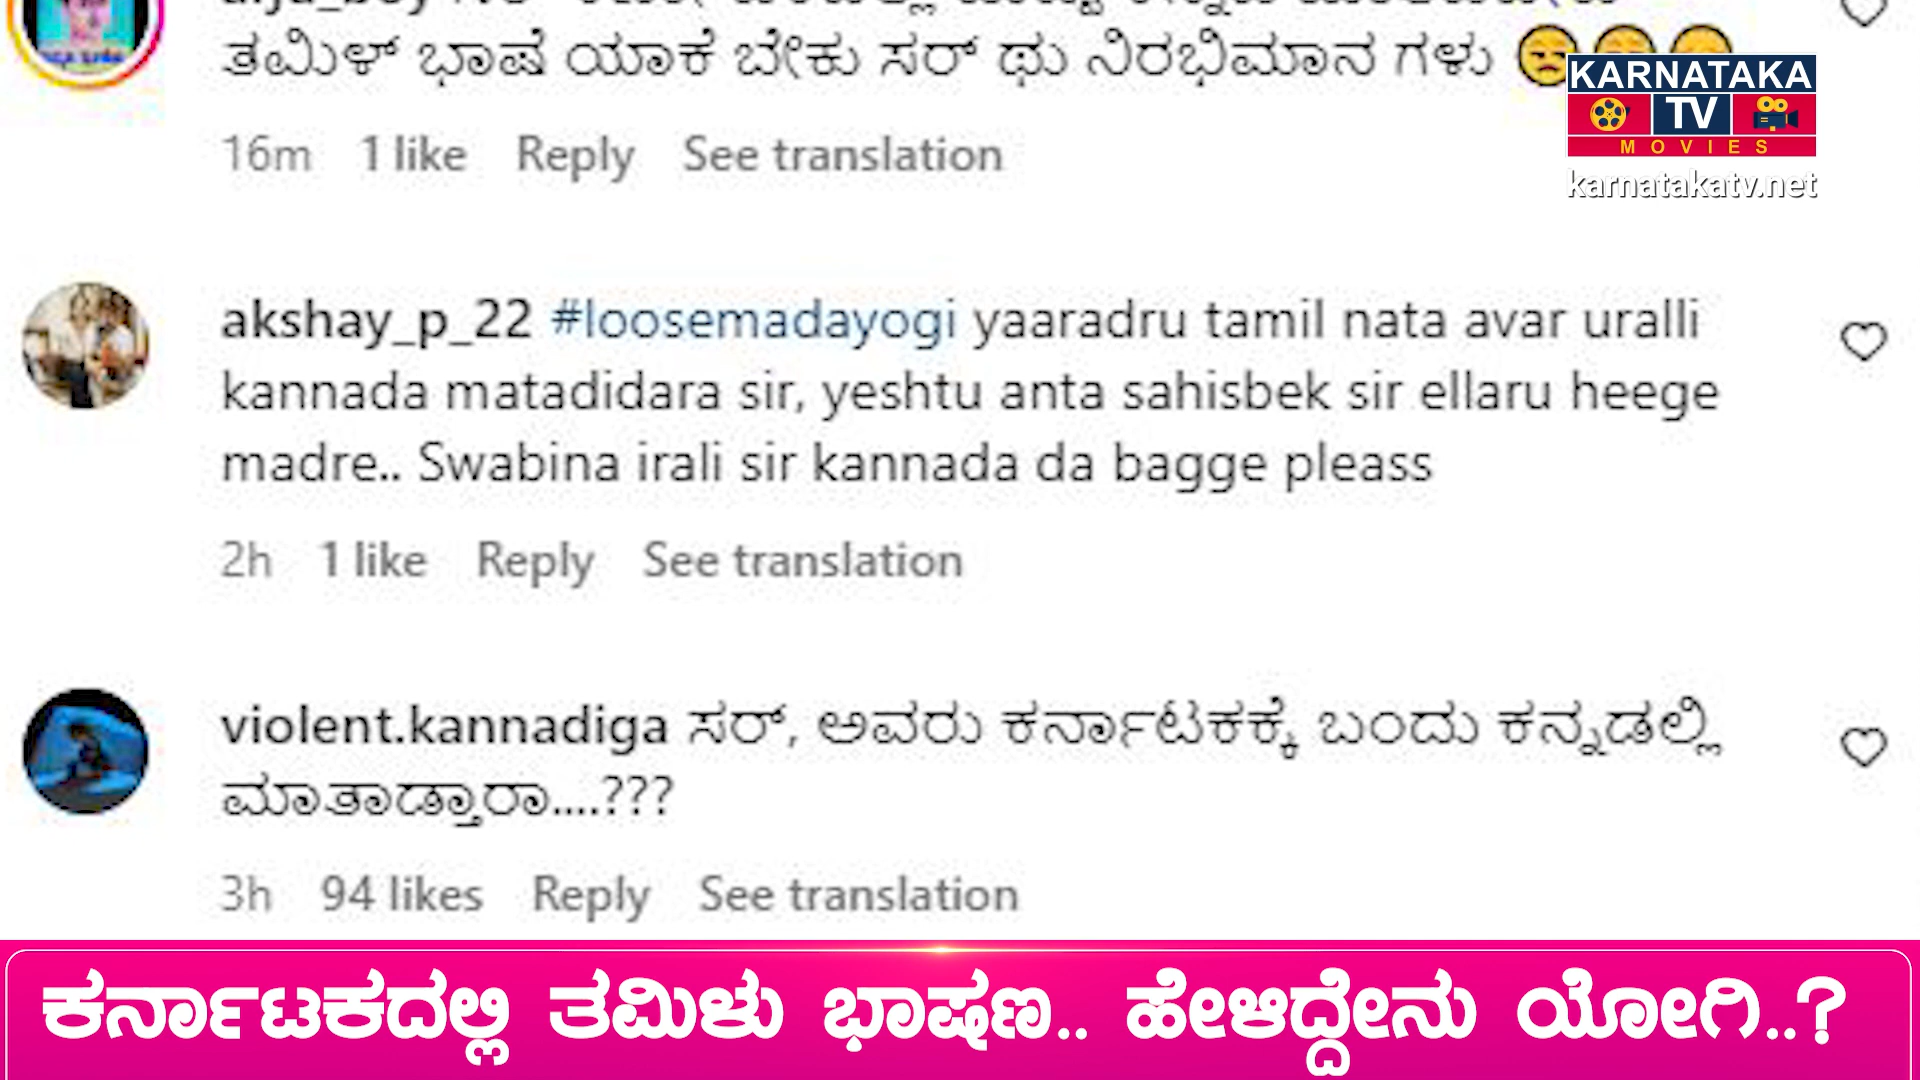 ತಮಿಳ್ ಭಾಷೆ ಯಾಕೆ ಬೇಕು ಸರ್ ಥು ನಿರಭಿಮಾನ ಗಳು 😒
KARNATAKA
TV
MOVIES
karnatakatv.net
16m 1 like Reply See translation
akshay_p_22 #loosemadayogi yaaradru tamil nata avar uralli
kannada matadidara sir, yeshtu anta sahisbek sir ellaru heege
madre.. Swabina irali sir kannada da bagge pleass
2h 1 like Reply See translation
violent.kannadiga ಸರ್, ಅವರು ಕರ್ನಾಟಕಕ್ಕೆ ಬಂದು ಕನ್ನಡಲ್ಲಿ
ಮಾತಾಡ್ತಾರಾ....???
3h 94 likes Reply See translation
ಕರ್ನಾಟಕದಲ್ಲಿ ತಮಿಳು ಭಾಷಣ.. ಹೇಳಿದ್ದೇನು ಯೋಗಿ..?